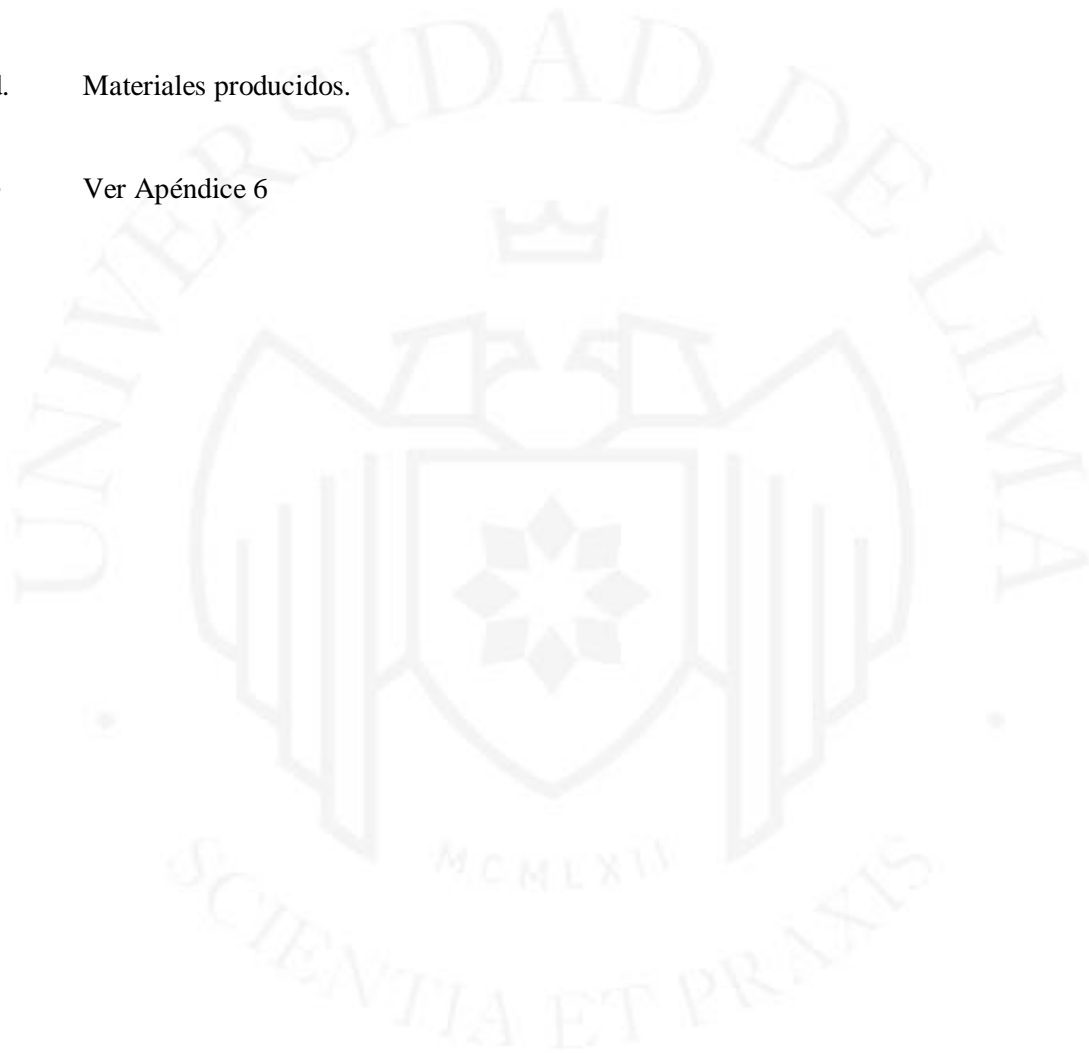 Materiales producidos.
Ver Apéndice 6
UNIVERSIDAD DE LIMA
MCMLXII
SCIENTIA ET PRAXIS